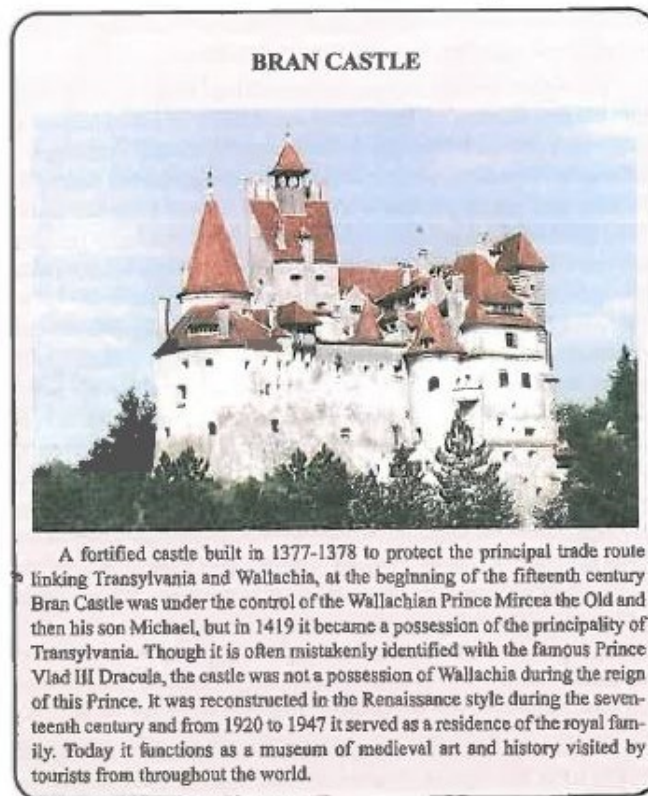 BRAN CASTLE
A fortified castle built in 1377-1378 to protect the principal trade route
linking Transylvania and Wallachia, at the beginning of the fifteenth century
Bran Castle was under the control of the Wallachian Prince Mircea the Old and
then his son Michael, but in 1419 it became a possession of the principality of
Transylvania. Though it is often mistakenly identified with the famous Prince
Vlad III Dracula, the castle was not a possession of Wallachia during the reign
of this Prince. It was reconstructed in the Renaissance style during the seven-
teenth century and from 1920 to 1947 it served as a residence of the royal fam-
ily. Today it functions as a museum of medieval art and history visited by
tourists from throughout the world.